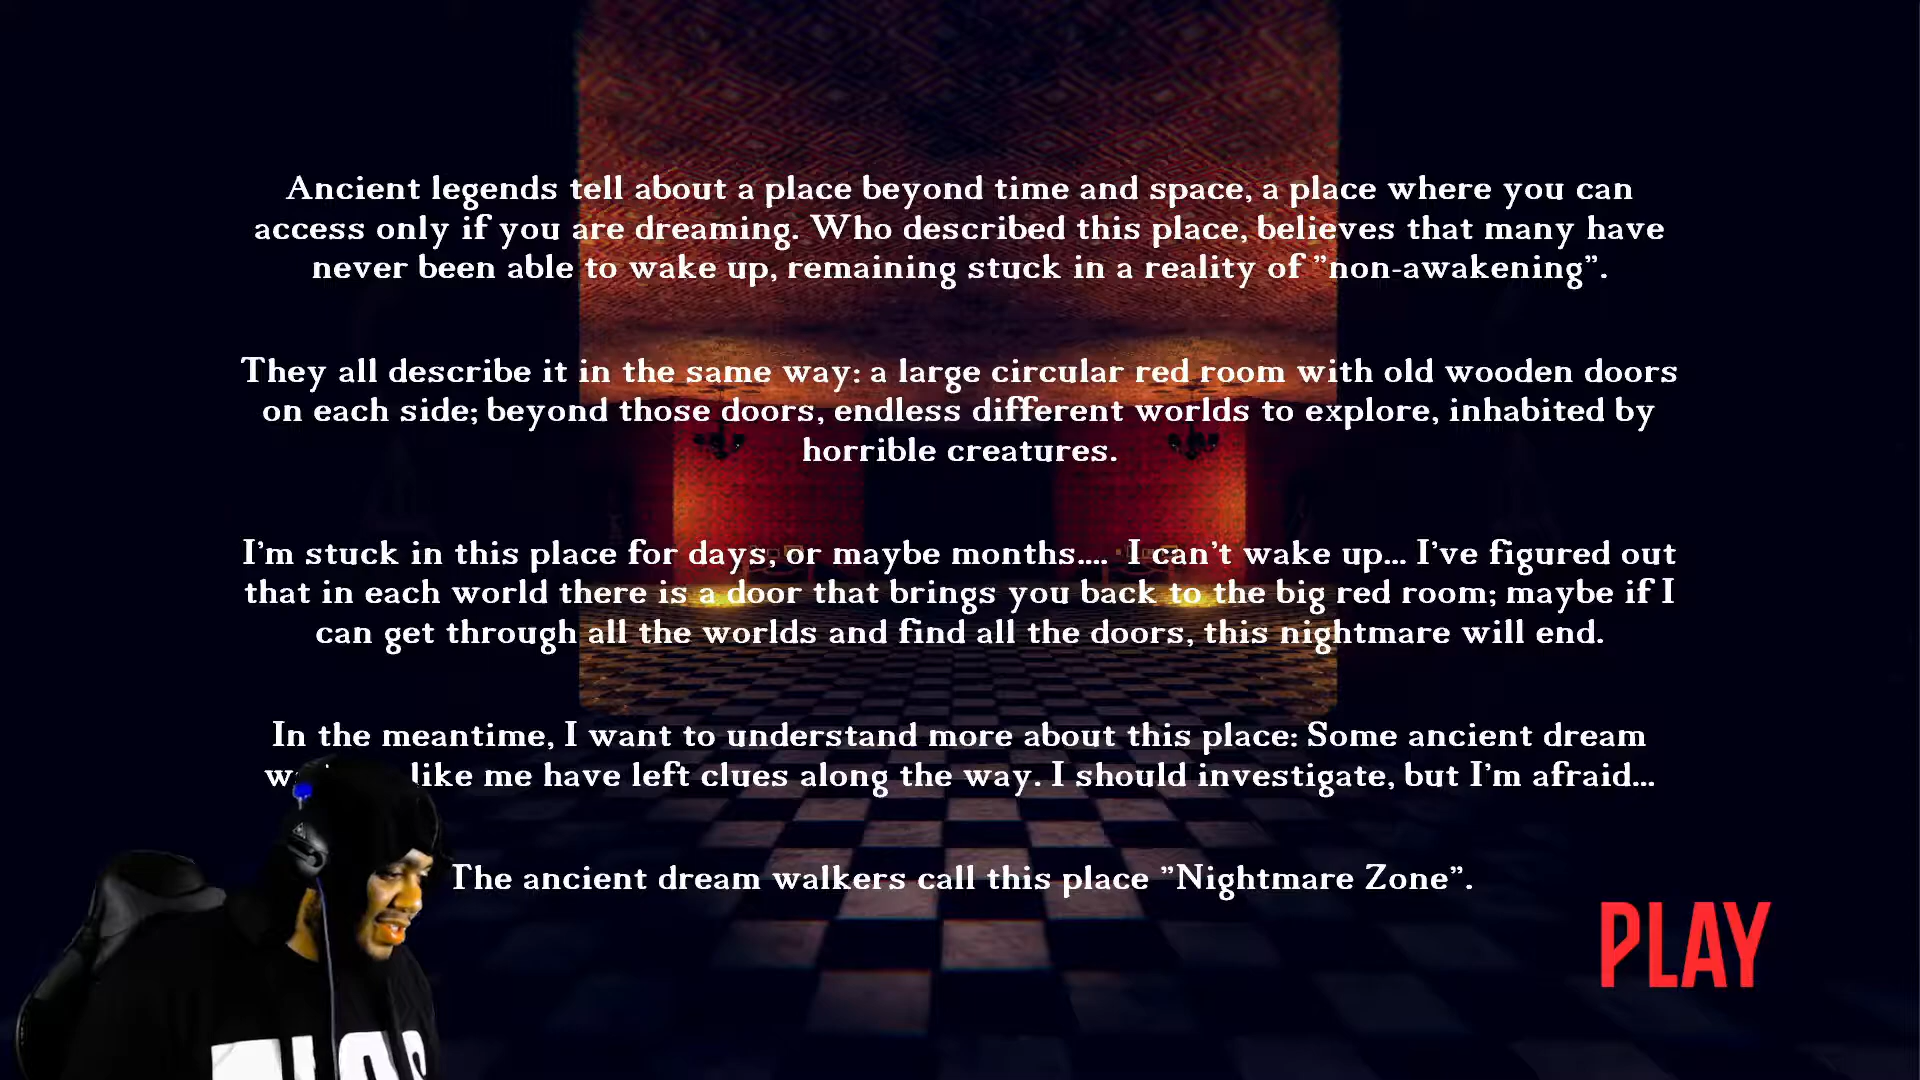 Ancient legends tell about a place beyond time and space, a place where you can
access only if you are dreaming. Who described this place, believes that many have
never been able to wake up, remaining stuck in a reality of "non-awakening".
They all describe it in the same way: a large circular red room with old wooden doors
on each side; beyond those doors, endless different worlds to explore, inhabited by
horrible creatures.
I'm stuck in this place for days, or maybe months.... I can't wake up... I've figured out
that in each world there is a door that brings you back to the big red room; maybe if I
can get through all the worlds and find all the doors, this nightmare will end.
In the meantime, I want to understand more about this place: Some ancient dream
like me have left clues along the way. I should investigate, but I'm afraid...
The ancient dream walkers call this place "Nightmare Zone".
PLAY